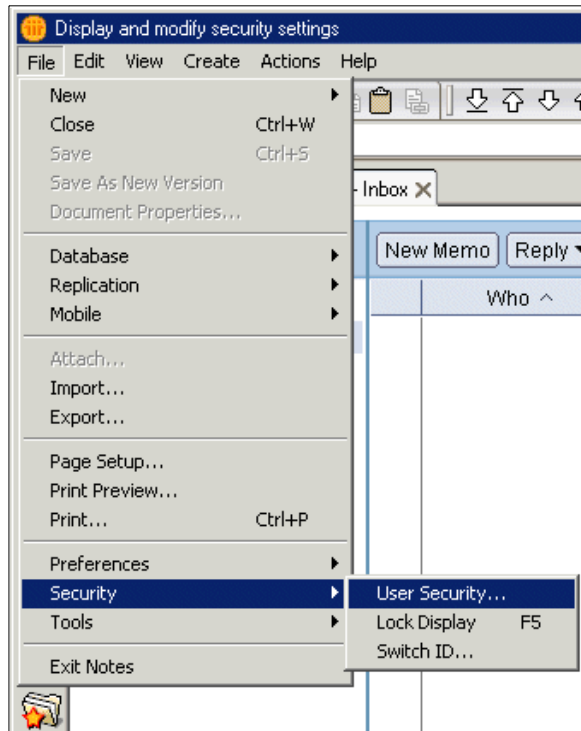 Display and modify security settings
File Edit View Create Actions Help
New
Close Ctrl+W
Save Ctrl+S
Save As New Version
Document Properties...
- Inbox
Database
Replication
Mobile
New Memo Reply
Who
Attach...
Import...
Export...
Page Setup...
Print Preview...
Print... Ctrl+P
Preferences
Security
Tools
Exit Notes
User Security...
Lock Display F5
Switch ID...